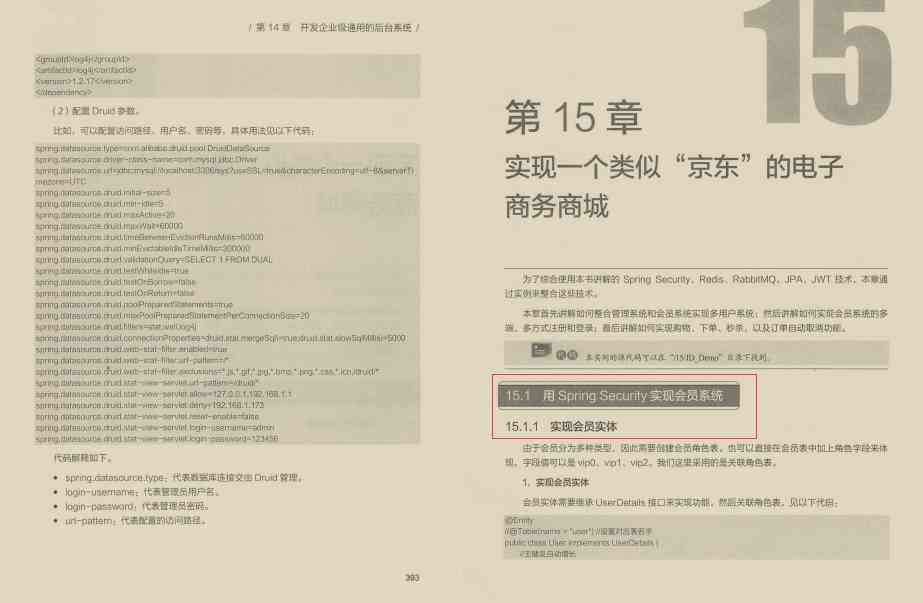 / 第 14 章 开发企业级通用的后台系统 /
<groupId>log4j</groupId>
<artifactId>log4j</artifactId>
<version>1.2.17</version>
</dependency>
（2）配置 Druid 参数。
比如，可以配置访问路径、用户名、密码等，具体用法见以下代码：
spring.datasource.type=com.alibaba.druid.pool.DruidDataSource
spring.datasource.driver-class-name=com.mysql.jdbc.Driver
spring.datasource.url=jdbc:mysql://localhost:3306/sys?useSSL=true&characterEncoding=utf-8&serverTi
mezone=UTC
spring.datasource.druid.initial-size=5
spring.datasource.druid.min-idle=5
spring.datasource.druid.maxActive=20
spring.datasource.druid.maxWait=60000
spring.datasource.druid.timeBetweenEvictionRunsMillis=60000
spring.datasource.druid.minEvictableIdleTimeMillis=300000
spring.datasource.druid.validationQuery=SELECT 1 FROM DUAL
spring.datasource.druid.testWhileIdle=true
spring.datasource.druid.testOnBorrow=false
spring.datasource.druid.testOnReturn=false
spring.datasource.druid.poolPreparedStatements=true
spring.datasource.druid.maxPoolPreparedStatementPerConnectionSize=20
spring.datasource.druid.filters=stat,wall,log4j
spring.datasource.druid.connectionProperties=druid.stat.mergeSql\=true;druid.stat.slowSqlMillis\=5000
spring.datasource.druid.web-stat-filter.enabled=true
spring.datasource.druid.web-stat-filter.url-pattern=/*
spring.datasource.druid.web-stat-filter.exclusions=*.js,*.gif,*.jpg,*.bmp,*.png,*.css,*.ico,/druid/*
spring.datasource.druid.stat-view-servlet.url-pattern=/druid/*
spring.datasource.druid.stat-view-servlet.allow=127.0.0.1,192.168.1.1
spring.datasource.druid.stat-view-servlet.deny=192.168.1.173
spring.datasource.druid.stat-view-servlet.reset-enable=false
spring.datasource.druid.stat-view-servlet.login-username=admin
spring.datasource.druid.stat-view-servlet.login-password=123456
代码解释如下。
• spring.datasource.type：代表数据库连接交由 Druid 管理。
• login-username：代表管理员用户名。
• login-password：代表管理员密码。
• url-pattern：代表配置的访问路径。
393
15
第 15 章
实现一个类似“京东”的电子
商务商城
为了综合使用本书讲解的 Spring Security、Redis、RabbitMQ、JPA、JWT 技术，本章通
过实例来整合这些技术。
本章首先讲解如何整合管理系统和会员系统实现多用户系统；然后讲解如何实现会员系统的多
端、多方式注册和登录；最后讲解如何实现购物、下单、秒杀，以及订单自动取消功能。
代码 本实例的源代码可以在“/15/JD_Demo”目录下找到。
15.1 用 Spring Security 实现会员系统
15.1.1 实现会员实体
由于会员分为多种类型，因此需要创建会员角色表。也可以直接在会员表中加上角色字段来体
现，字段值可以是 vip0、vip1、vip2。我们这里采用的是关联角色表。
1. 实现会员实体
会员实体需要继承 UserDetails 接口来实现功能，然后关联角色表，见以下代码：
@Entity
//@Table(name = "user") //设置对应表名字
public class User implements UserDetails {
//主键及自动增长